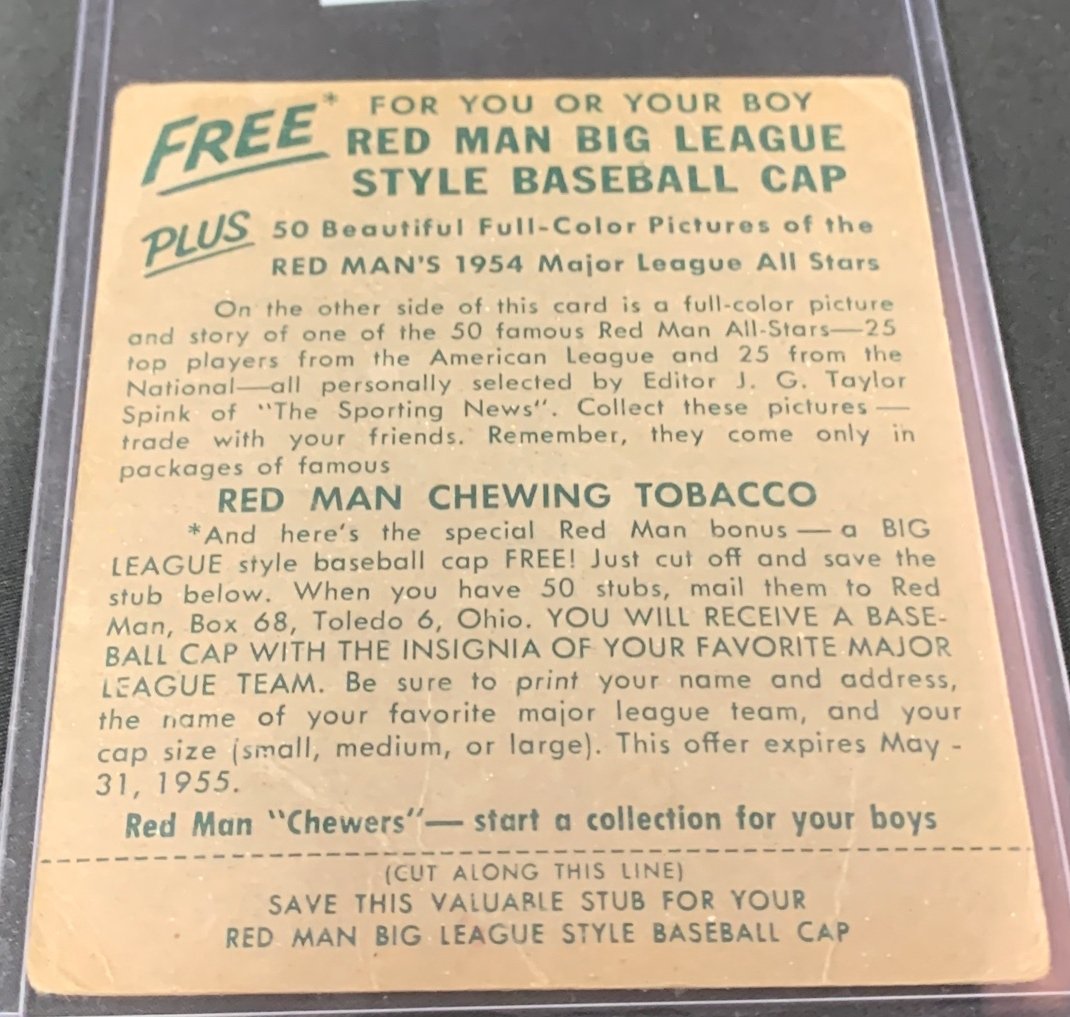 FREE* FOR YOU OR YOUR BOY
RED MAN BIG LEAGUE
STYLE BASEBALL CAP
PLUS 50 Beautiful Full-Color Pictures of the
RED MAN'S 1954 Major League All Stars
On the other side of this card is a full-color picture
and story of one of the 50 famous Red Man All-Stars—25
top players from the American League and 25 from the
National—all personally selected by Editor J. G. Taylor
Spink of "The Sporting News". Collect these pictures—
trade with your friends. Remember, they come only in
packages of famous
RED MAN CHEWING TOBACCO
*And here's the special Red Man bonus—a BIG
LEAGUE style baseball cap FREE! Just cut off and save the
stub below. When you have 50 stubs, mail them to Red
Man, Box 68, Toledo 6, Ohio. YOU WILL RECEIVE A BASE-
BALL CAP WITH THE INSIGNIA OF YOUR FAVORITE MAJOR
LEAGUE TEAM. Be sure to print your name and address,
the name of your favorite major league team, and your
cap size (small, medium, or large). This offer expires May -
31, 1955.
Red Man "Chewers"—start a collection for your boys
(CUT ALONG THIS LINE)
SAVE THIS VALUABLE STUB FOR YOUR
RED MAN BIG LEAGUE STYLE BASEBALL CAP